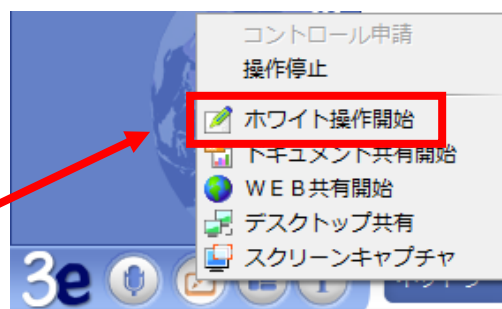 コントロール申請
操作停止
ホワイト操作開始
ドキュメント共有開始
ＷＥＢ共有開始
デスクトップ共有
スクリーンキャプチャ
3e